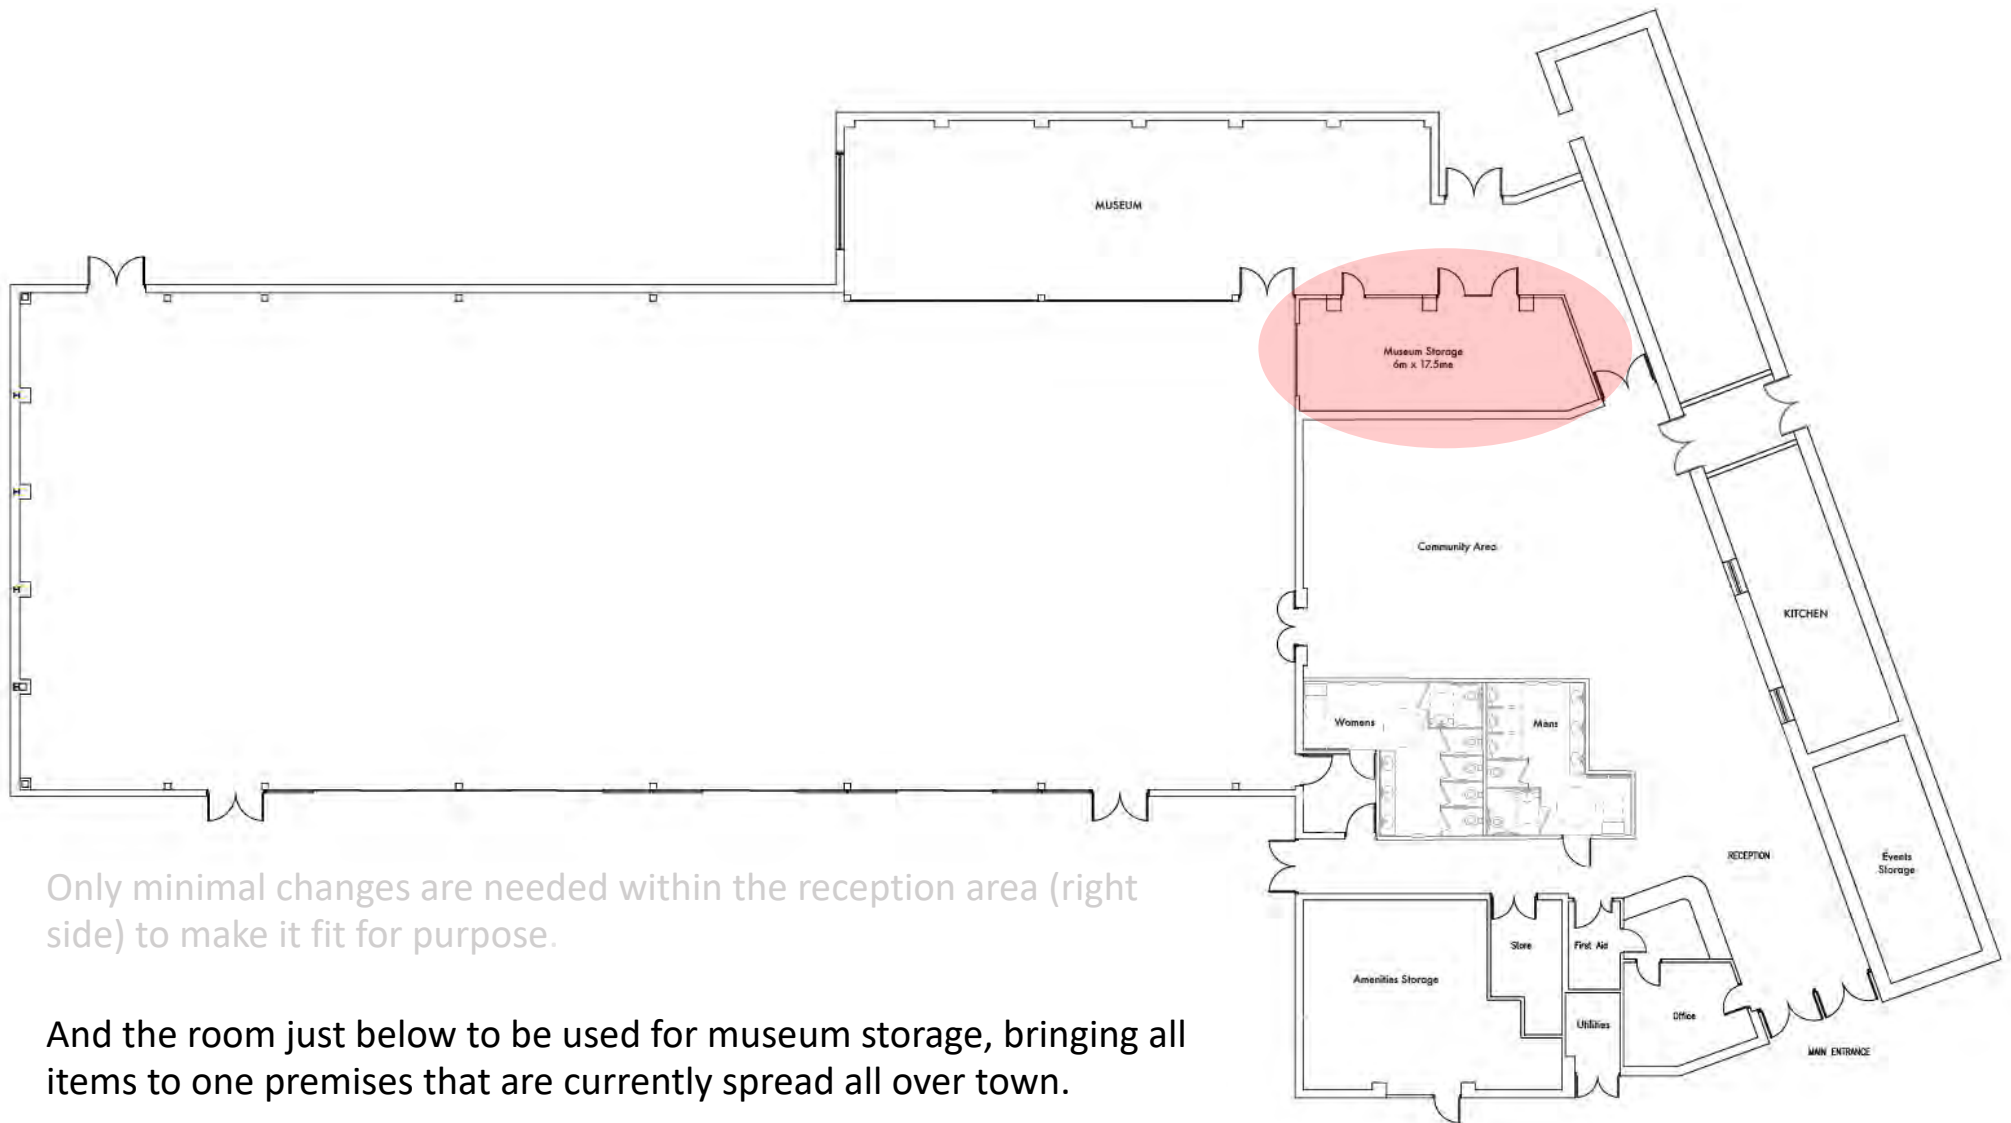 MUSEUM
Museum Storage
6m x 17.5me
Community Area
KITCHEN
Womens
Mens
RECEPTION
Events
Storage
Only minimal changes are needed within the reception area (right
side) to make it fit for purpose.
Store
First Aid
Amenities Storage
Office
Utilities
MAIN ENTRANCE
And the room just below to be used for museum storage, bringing all
items to one premises that are currently spread all over town.